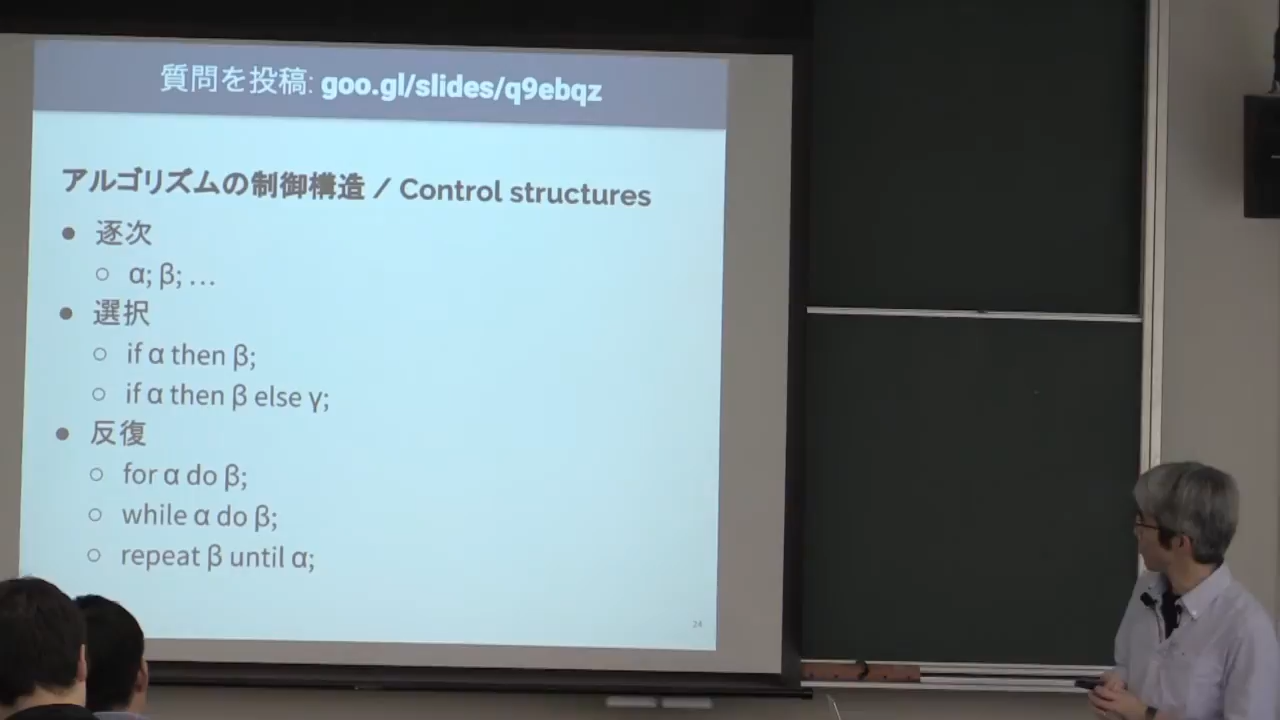 質問を投稿: goo.gl/slides/q9ebqz
アルゴリズムの制御構造 / Control structures
● 逐次
○ α; β; …
● 選択
○ if α then β;
○ if α then β else γ;
● 反復
○ for α do β;
○ while α do β;
○ repeat β until α;
24